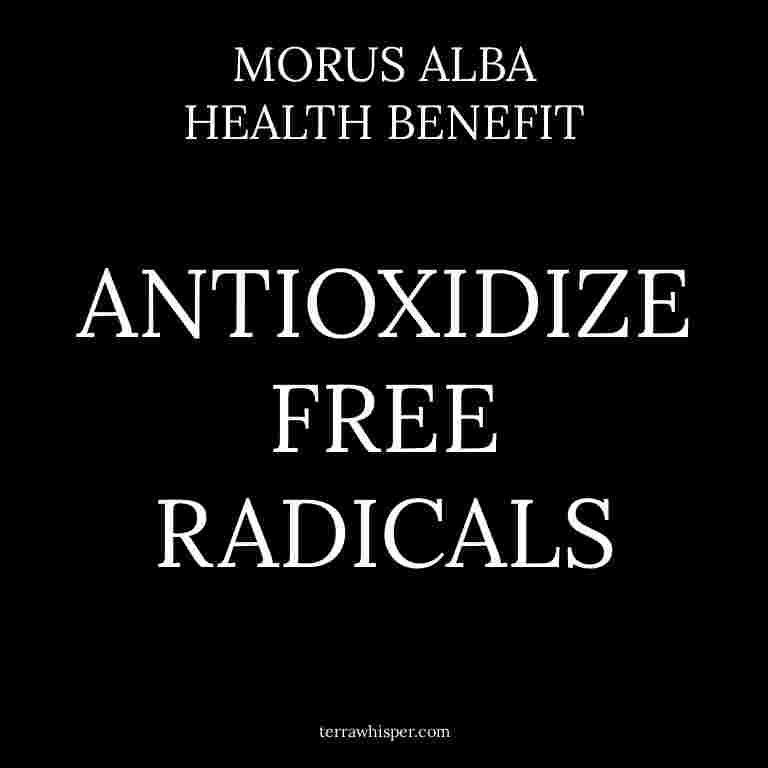 MORUS ALBA
HEALTH BENEFIT
ANTIOXIDIZE
FREE
RADICALS
terrawhisper.com